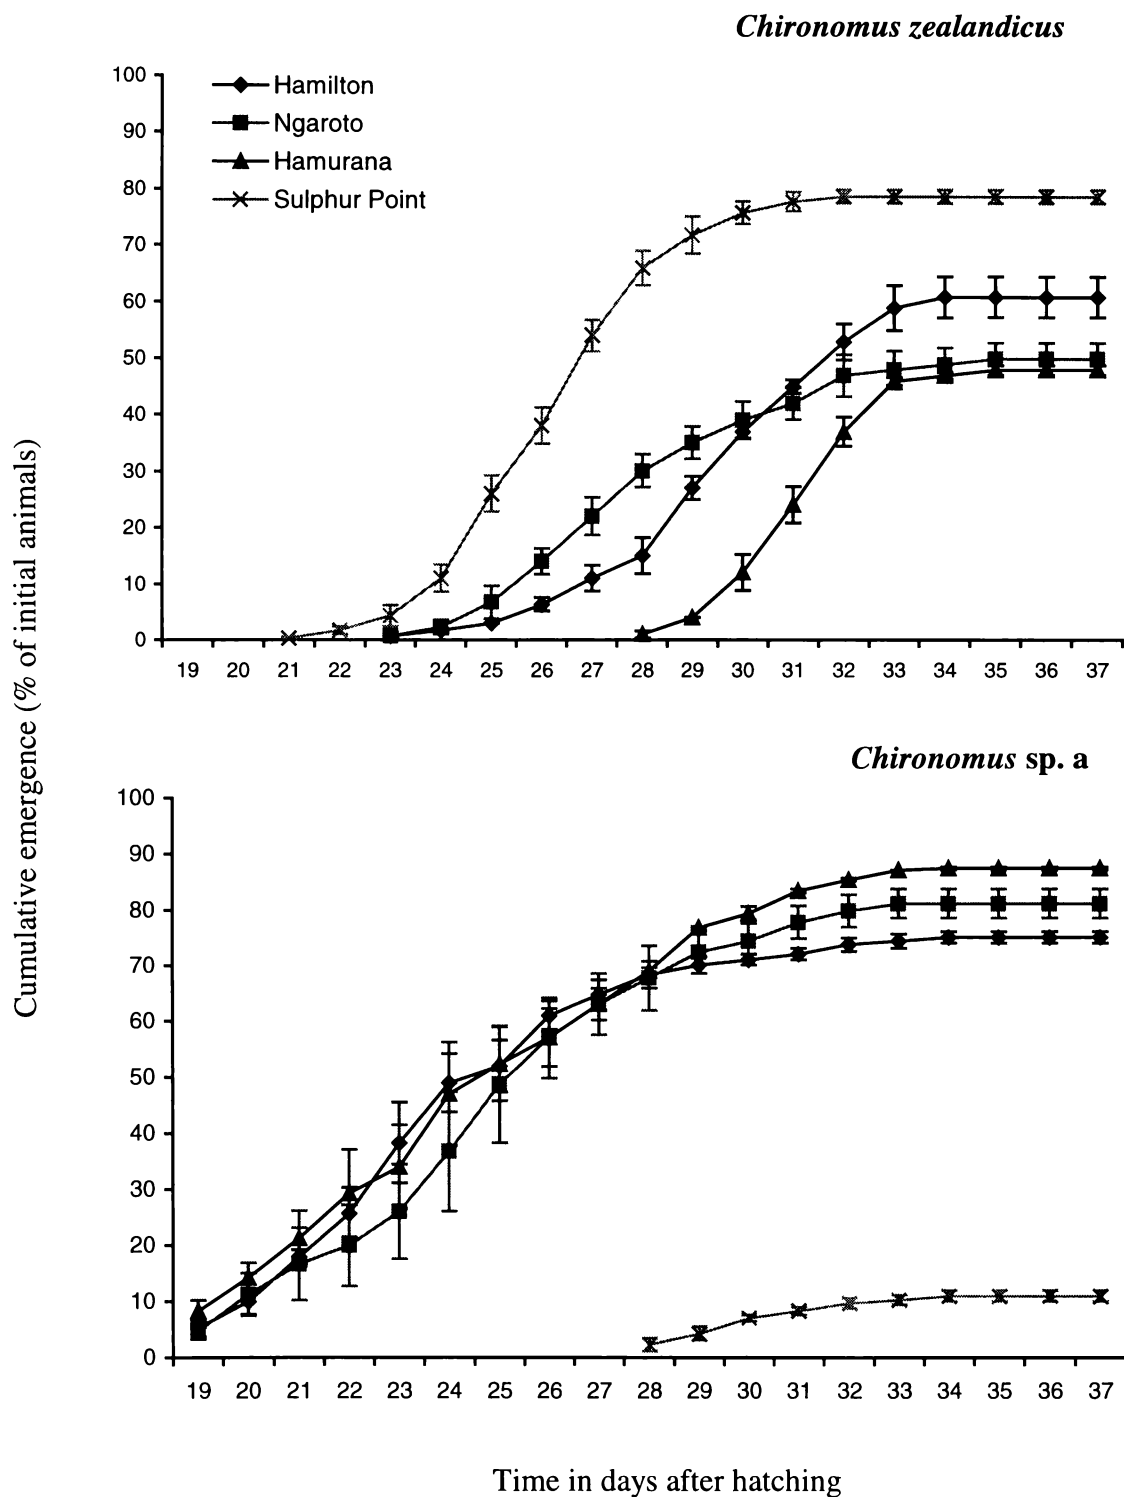 Chironomus zealandicus
100
90
80
70
60
50
40
30
20
10
0
Hamilton
Ngaroto
Hamurana
Sulphur Point
19 20 21 22 23 24 25 26 27 28 29 30 31 32 33 34 35 36 37
Cumulative emergence (% of initial animals)
Chironomus sp. a
100
90
80
70
60
50
40
30
20
10
0
19 20 21 22 23 24 25 26 27 28 29 30 31 32 33 34 35 36 37
Time in days after hatching